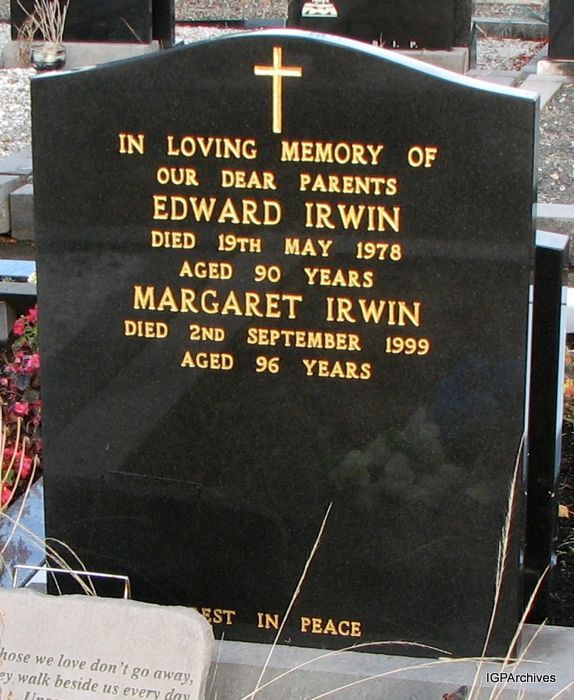 R.I.P.
IN LOVING MEMORY OF
OUR DEAR PARENTS
EDWARD IRWIN
DIED 19TH MAY 1978
AGED 90 YEARS
MARGARET IRWIN
DIED 2ND SEPTEMBER 1999
AGED 96 YEARS
EST IN PEACE
hose we love don't go away,
ey walk beside us every day
IGPArchives